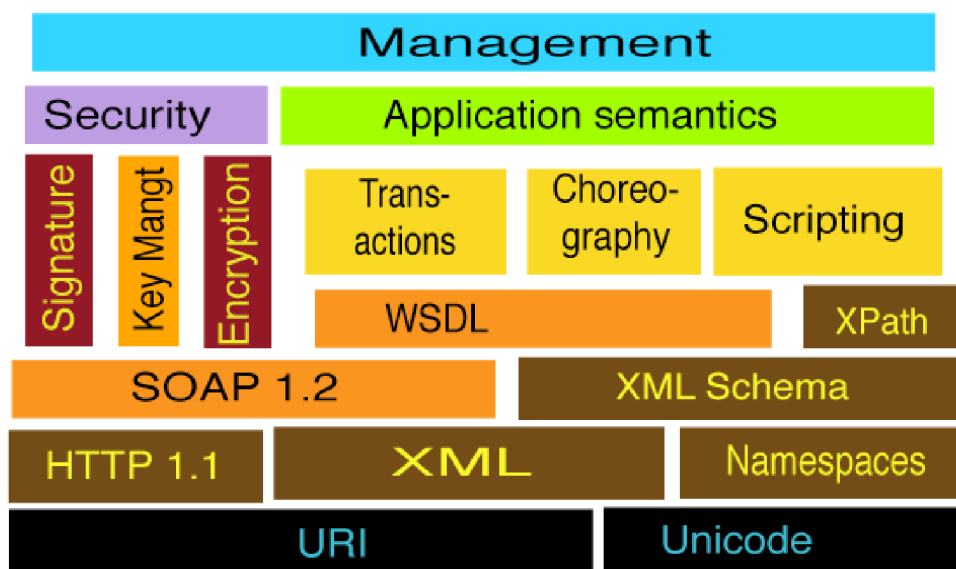 Management
Security
Application semantics
Signature
Key Mangt
Encryption
Trans-
actions
Choreo-
graphy
Scripting
WSDL
XPath
SOAP 1.2
XML Schema
HTTP 1.1
XML
Namespaces
URI
Unicode